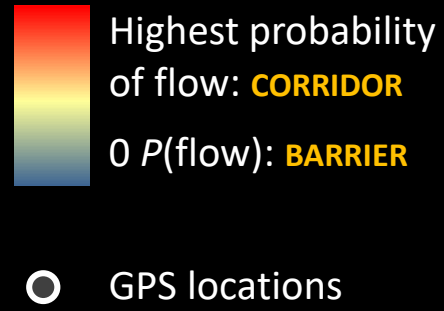 Highest probability
of flow: CORRIDOR
0 P(flow): BARRIER
GPS locations